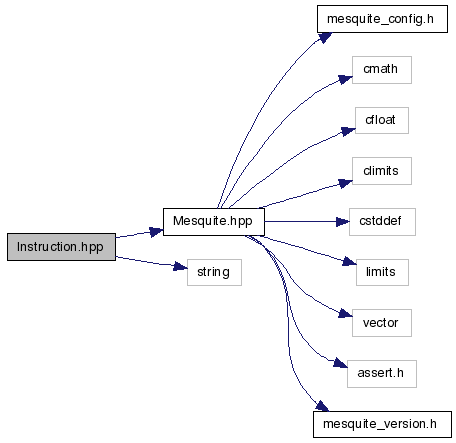 mesquite_config.h
cmath
cfloat
climits
Mesquite.hpp
cstddef
Instruction.hpp
string
limits
vector
assert.h
mesquite_version.h